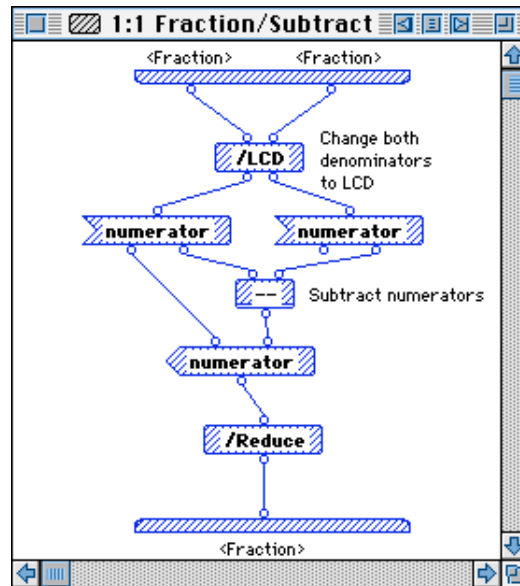 1:1 Fraction/Subtract
<Fraction> <Fraction>
/LCD
Change both
denominators
to LCD
numerator numerator
--
Subtract numerators
numerator
/Reduce
<Fraction>